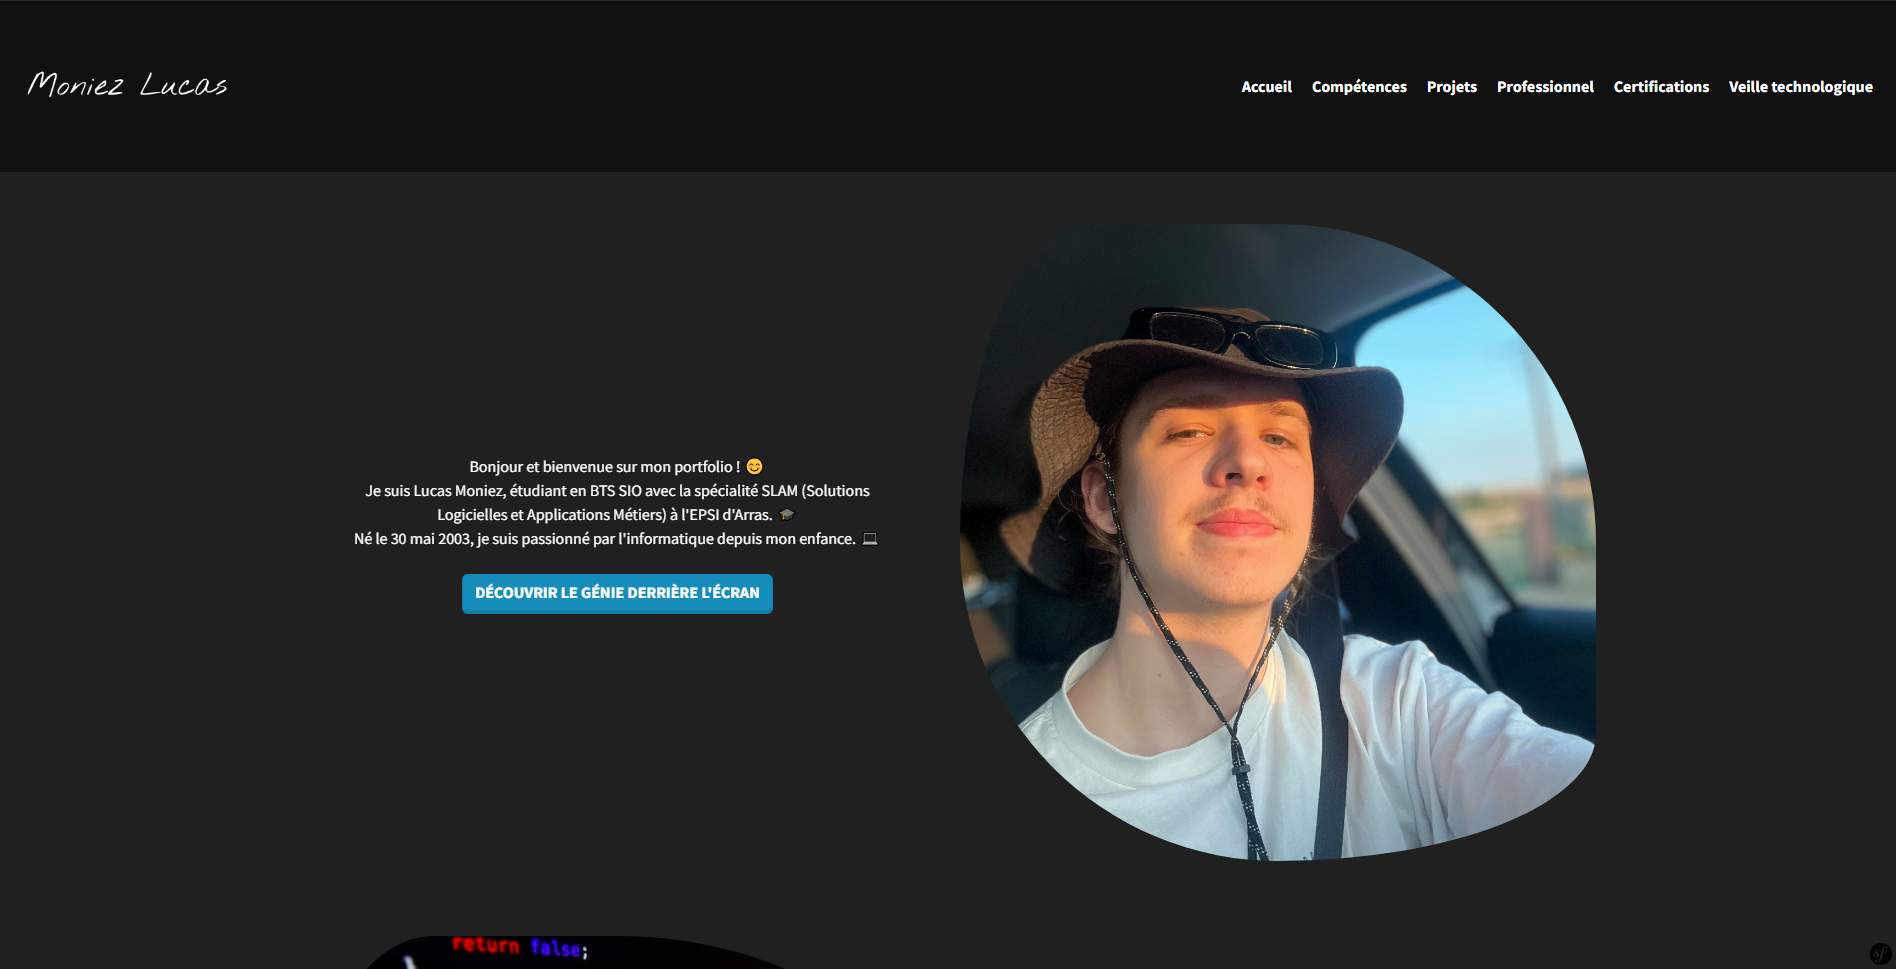 Moniez Lucas
Accueil Compétences Projets Professionnel Certifications Veille technologique
Bonjour et bienvenue sur mon portfolio ! 😊
Je suis Lucas Moniez, étudiant en BTS SIO avec la spécialité SLAM (Solutions
Logicielles et Applications Métiers) à l'EPSI d'Arras. 🎓
Né le 30 mai 2003, je suis passionné par l'informatique depuis mon enfance. 💻
DÉCOUVRIR LE GÉNIE DERRIÈRE L'ÉCRAN
return false;
sf